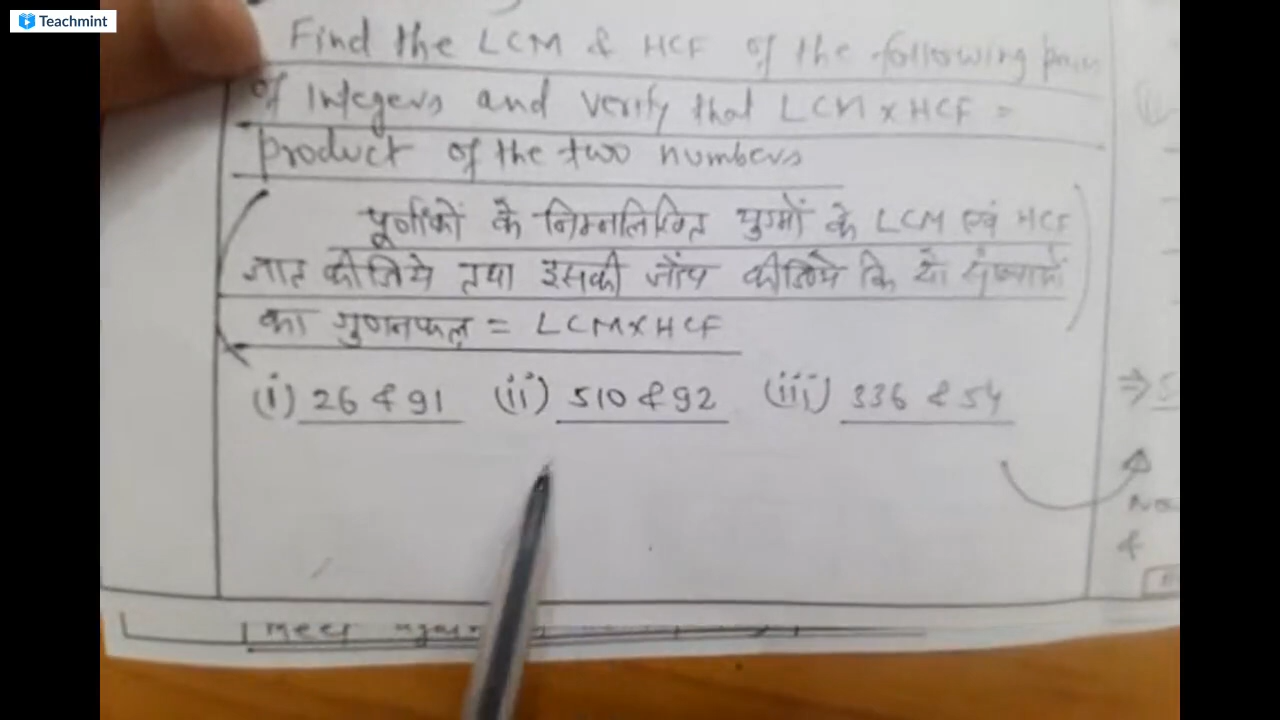 Teachmint
Find the LCM & HCF of the following pairs
of Integers and verify that LCM x HCF =
product of the two numbers
( पूर्णांकों के निम्नलिखित युग्मों के LCM एवं HCF
ज्ञात कीजिये तथा इसकी जाँच कीजिये कि दो संख्याओं
का गुणनफल = LCM x HCF )
(i) 26 & 91 (ii) 510 & 92 (iii) 336 & 54
meet again